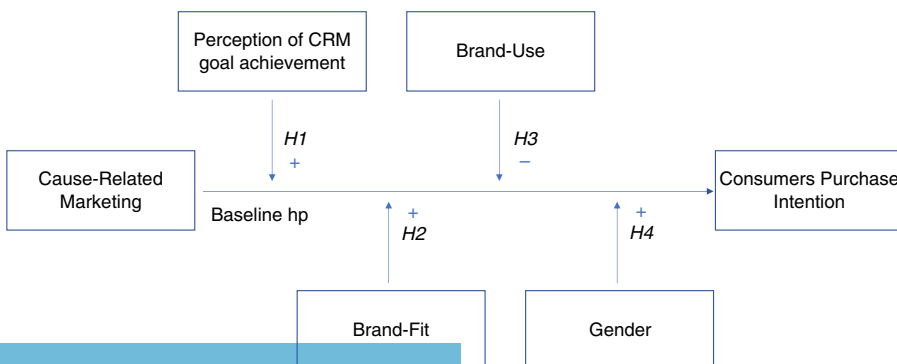 Perception of CRM
goal achievement
Brand-Use
H1
+
H3
−
Cause-Related
Marketing
Consumers Purchase
Intention
Baseline hp
+
H2
+
H4
Brand-Fit
Gender